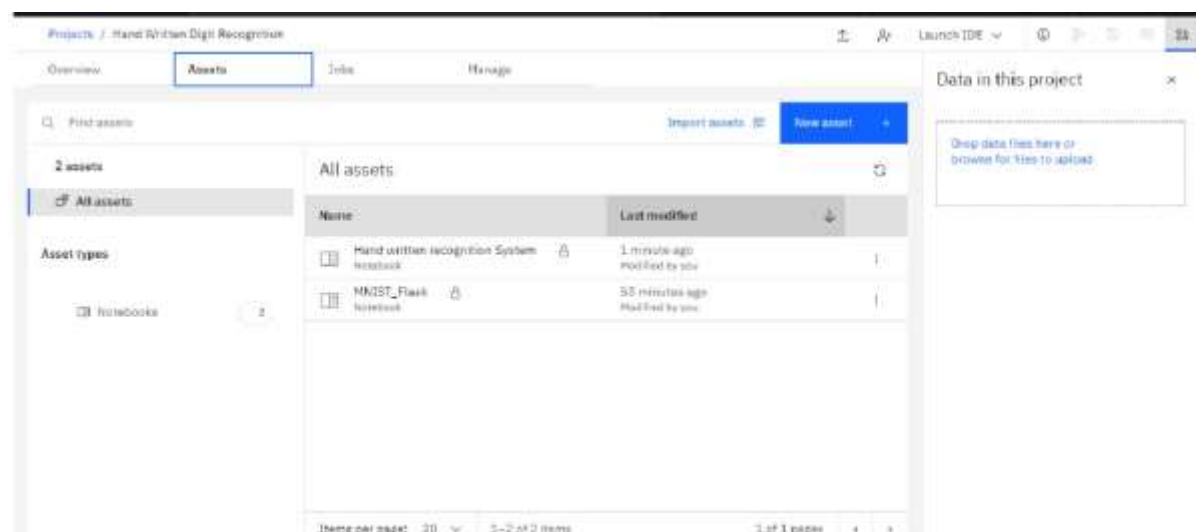 Projects / Hand Written Digit Recognition
Launch IDE
Overview Assets Jobs Manage
Data in this project
Find assets
Import assets
New asset +
Drop data files here or
browse for files to upload
2 assets
All assets
All assets
Name Last modified
Hand written recognition System 1 minute ago
Notebook Modified by you
Asset types
MNIST_Flask 53 minutes ago
Notebook Modified by you
Notebooks 2
Items per page: 20 1–2 of 2 items 1 of 1 pages